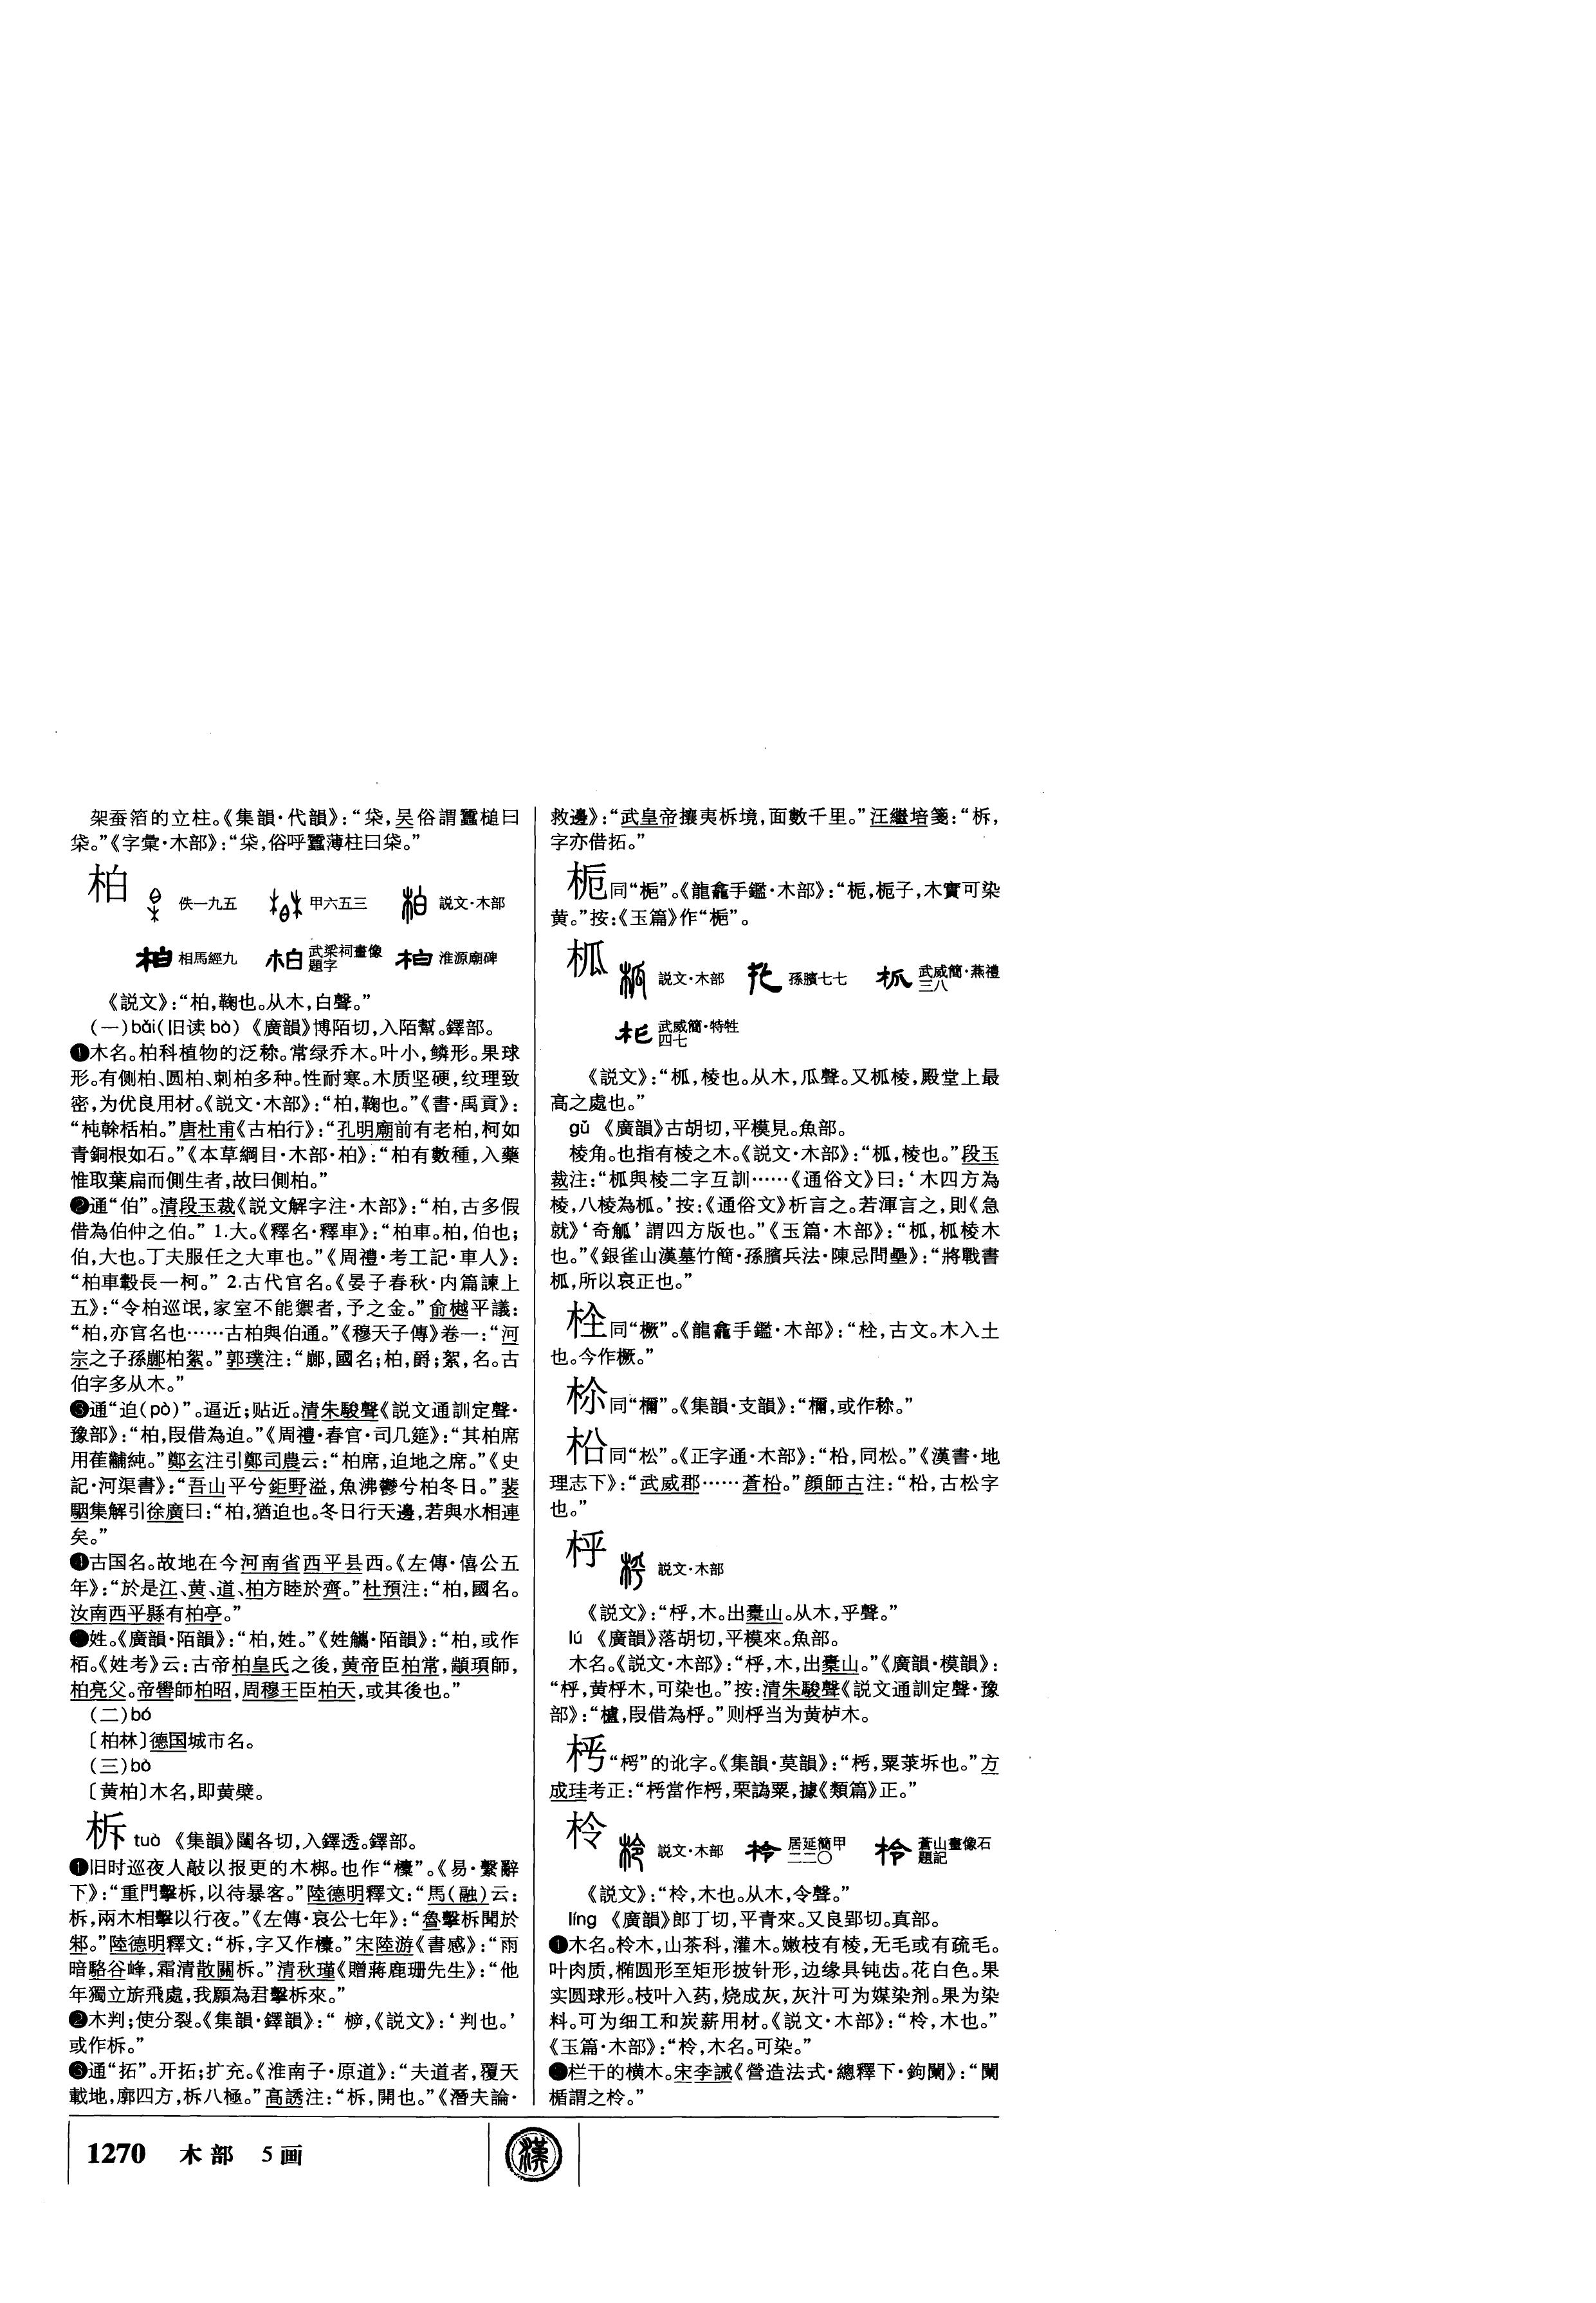 架蚕箔的立柱。《集韻·代韻》：“柋，吴俗謂蠶槌曰
柋。”《字彙·木部》：“柋，俗呼蠶薄柱曰柋。”
柏 佚一九五 甲六五三 説文·木部
相馬經九 武梁祠畫像題字 淮源廟碑
《説文》：“柏，鞠也。从木，白聲。”
（一）bǎi（旧读bò）《廣韻》博陌切，入陌幫。鐸部。
❶木名。柏科植物的泛称。常绿乔木。叶小，鳞形。果球
形。有侧柏、圆柏、刺柏多种。性耐寒。木质坚硬，纹理致
密，为优良用材。《説文·木部》：“柏，鞠也。”《書·禹貢》：
“杶榦栝柏。”唐杜甫《古柏行》：“孔明廟前有老柏，柯如
青銅根如石。”《本草綱目·木部·柏》：“柏有數種，入藥
惟取葉扁而側生者，故曰側柏。”
❷通“伯”。清段玉裁《説文解字注·木部》：“柏，古多假
借為伯仲之伯。” 1.大。《釋名·釋車》：“柏車。柏，伯也；
伯，大也。丁夫服任之大車也。”《周禮·考工記·車人》：
“柏車轂長一柯。” 2.古代官名。《晏子春秋·内篇諫上
五》：“令柏巡氓，家室不能禦者，予之金。”俞樾平議：
“柏，亦官名也……古柏與伯通。”《穆天子傳》卷一：“河
宗之子孫䣙柏絮。”郭璞注：“䣙，國名；柏，爵；絮，名。古
伯字多从木。”
❸通“迫（pò）”。逼近；贴近。清朱駿聲《説文通訓定聲·
豫部》：“柏，叚借為迫。”《周禮·春官·司几筵》：“其柏席
用萑黼純。”鄭玄注引鄭司農云：“柏席，迫地之席。”《史
記·河渠書》：“吾山平兮鉅野溢，魚沸鬱兮柏冬日。”裴
駰集解引徐廣曰：“柏，猶迫也。冬日行天邊，若與水相連
矣。”
❹古国名。故地在今河南省西平县西。《左傳·僖公五
年》：“於是江、黄、道、柏方睦於齊。”杜預注：“柏，國名。
汝南西平縣有柏亭。”
❺姓。《廣韻·陌韻》：“柏，姓。”《姓觿·陌韻》：“柏，或作
栢。《姓考》云：古帝柏皇氏之後，黄帝臣柏常，顓頊師，
柏亮父。帝嚳師柏昭，周穆王臣柏夭，或其後也。”
（二）bó
〔柏林〕德国城市名。
（三）bò
〔黄柏〕木名，即黄檗。
柝 tuò 《集韻》闥各切，入鐸透。鐸部。
❶旧时巡夜人敲以报更的木梆。也作“㯓”。《易·繫辭
下》：“重門擊柝，以待暴客。”陸德明釋文：“馬（融）云：
柝，兩木相擊以行夜。”《左傳·哀公七年》：“魯擊柝聞於
邾。”陸德明釋文：“柝，字又作㯓。”宋陸游《書感》：“雨
暗駱谷峰，霜清散關柝。”清秋瑾《贈蔣鹿珊先生》：“他
年獨立旂飛處，我願為君擊柝來。”
❷木判；使分裂。《集韻·鐸韻》：“㭊，《説文》：‘判也。’
或作柝。”
❸通“拓”。开拓；扩充。《淮南子·原道》：“夫道者，覆天
載地，廓四方，柝八極。”高誘注：“柝，開也。”《潛夫論·
救邊》：“武皇帝攘夷柝境，面數千里。”汪繼培箋：“柝，
字亦借拓。”
栀同“梔”。《龍龕手鑑·木部》：“栀，栀子，木實可染
黄。”按：《玉篇》作“梔”。
柧 説文·木部 孫臏七七 武威簡·燕禮三八
武威簡·特牲四七
《説文》：“柧，棱也。从木，瓜聲。又柧棱，殿堂上最
高之處也。”
gū 《廣韻》古胡切，平模見。魚部。
棱角。也指有棱之木。《説文·木部》：“柧，棱也。”段玉
裁注：“柧與棱二字互訓……《通俗文》曰：‘木四方為
棱，八棱為柧。’按：《通俗文》析言之。若渾言之，則《急
就》‘奇觚’謂四方版也。”《玉篇·木部》：“柧，柧棱木
也。”《銀雀山漢墓竹簡·孫臏兵法·陳忌問壘》：“將戰書
柧，所以哀正也。”
同“橛”。《龍龕手鑑·木部》：“，古文。木入土
也。今作橛。”
柊同“檷”。《集韻·支韻》：“檷，或作称。”
枀同“松”。《正字通·木部》：“枩，同松。”《漢書·地
理志下》：“武威郡……蒼松。”顔師古注：“，古松字
也。”
枦 説文·木部
《説文》：“枰，木。出橐山。从木，乎聲。”
lú 《廣韻》落胡切，平模來。魚部。
木名。《説文·木部》：“枰，木，出橐山。”《廣韻·模韻》：
“枰，黄枰木，可染也。”按：清朱駿聲《説文通訓定聲·豫
部》：“櫨，叚借為枰。”则枰当为黄栌木。
“樗”的讹字。《集韻·莫韻》：“，粟莍坼也。”方
成珪考正：“當作，栗譌粟，據《類篇》正。”
柃 説文·木部 居延簡甲二二〇 蒼山畫像石題記
《説文》：“柃，木也。从木，令聲。”
líng 《廣韻》郎丁切，平青來。又良郢切。真部。
❶木名。柃木，山茶科，灌木。嫩枝有棱，无毛或有疏毛。
叶肉质，椭圆形至矩形披针形，边缘具钝齿。花白色。果
实圆球形。枝叶入药，烧成灰，灰汁可为媒染剂。果为染
料。可为细工和炭薪用材。《説文·木部》：“柃，木也。”
《玉篇·木部》：“柃，木名。可染。”
❷栏干的横木。宋李誡《營造法式·總釋下·鉤闌》：“闌
楯謂之柃。”
1270 木部 5画
漢